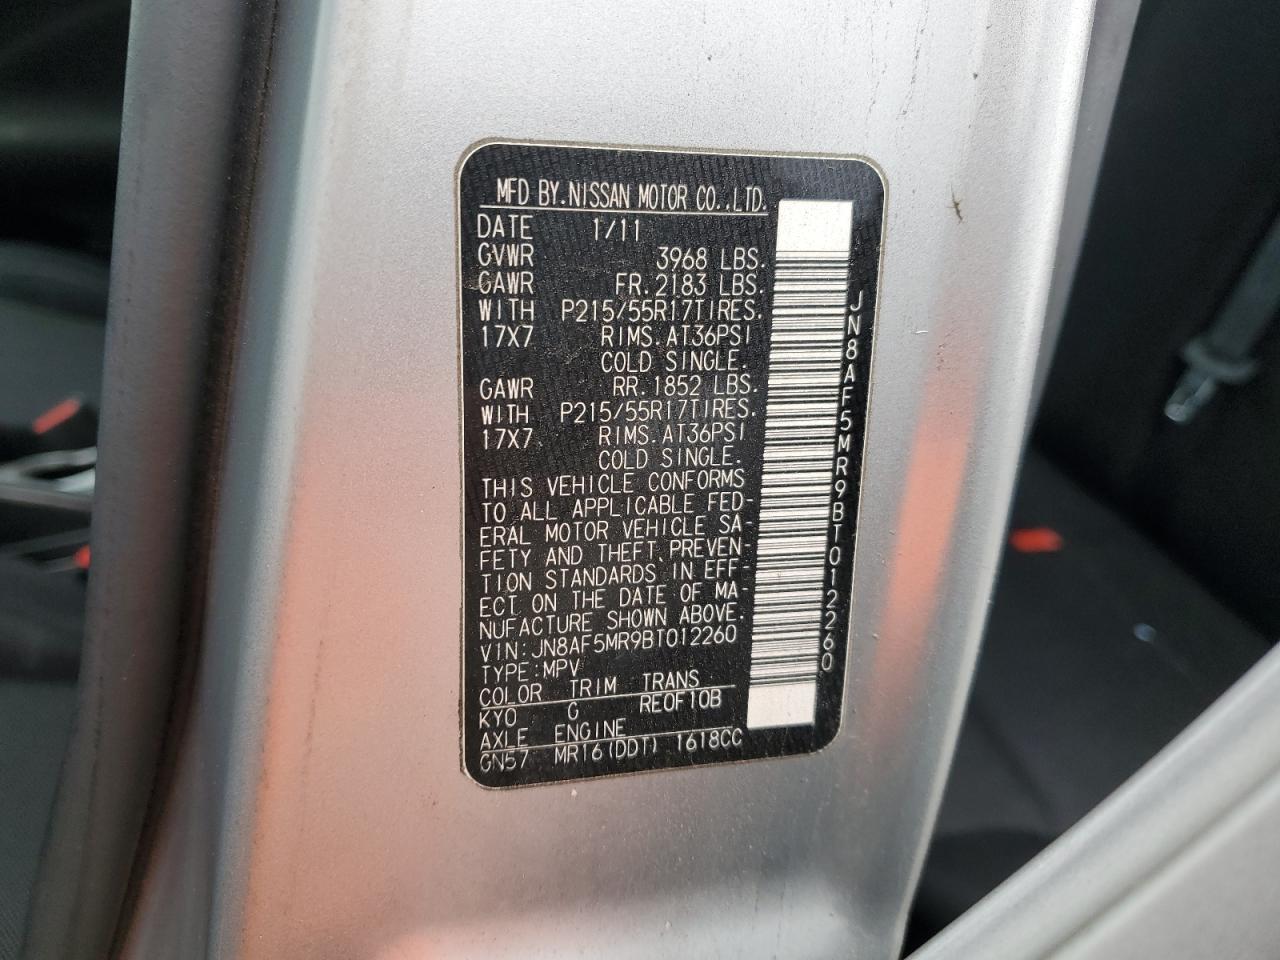 MFD BY.NISSAN MOTOR CO.,LTD.
DATE 1/11
GVWR 3968 LBS.
GAWR FR.2183 LBS.
WITH P215/55R17TIRES.
17X7 RIMS.AT36PSI
COLD SINGLE.
GAWR RR.1852 LBS.
WITH P215/55R17TIRES.
17X7 RIMS.AT36PSI
COLD SINGLE.
THIS VEHICLE CONFORMS
TO ALL APPLICABLE FED-
ERAL MOTOR VEHICLE SA-
FETY AND THEFT PREVEN-
TION STANDARDS IN EFF-
ECT ON THE DATE OF MA-
NUFACTURE SHOWN ABOVE.
VIN:JN8AF5MR9BT012260
TYPE:MPV
COLOR TRIM TRANS
KY0 G RE0F10B
AXLE ENGINE
GN57 MR16(DDT) 1618CC
JN8AF5MR9BT012260